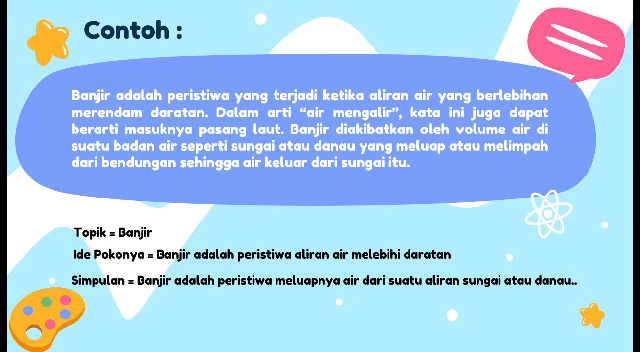 Contoh :
Banjir adalah peristiwa yang terjadi ketika aliran air yang berlebihan
merendam daratan. Dalam arti “air mengalir”, kata ini juga dapat
berarti masuknya pasang laut. Banjir diakibatkan oleh volume air di
suatu badan air seperti sungai atau danau yang meluap atau melimpah
dari bendungan sehingga air keluar dari sungai itu.
Topik = Banjir
Ide Pokonya = Banjir adalah peristiwa aliran air melebihi daratan
Simpulan = Banjir adalah peristiwa meluapnya air dari suatu aliran sungai atau danau..